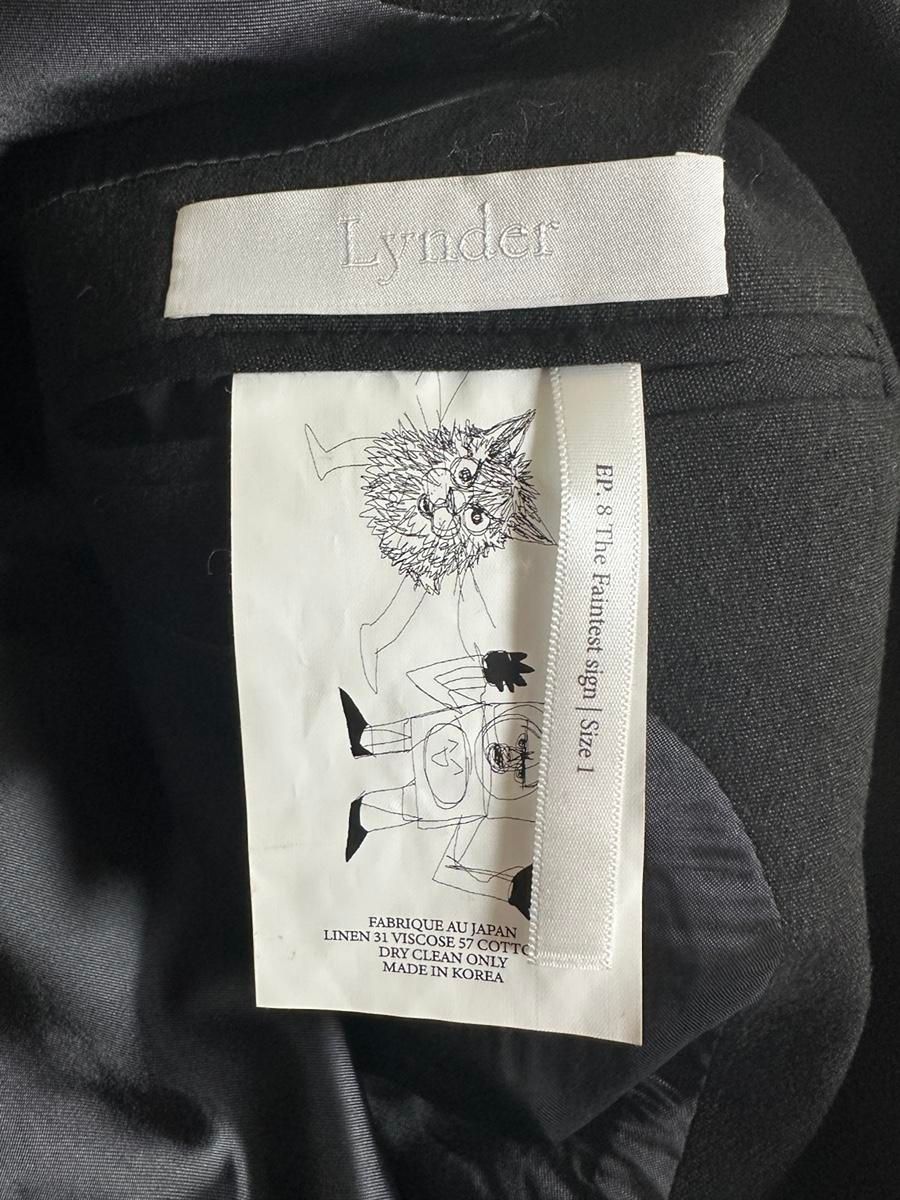 Lynder
EP. 8 The Faintest sign | Size 1
FABRIQUE AU JAPAN
LINEN 31 VISCOSE 57
DRY CLEAN ONLY
MADE IN KOREA